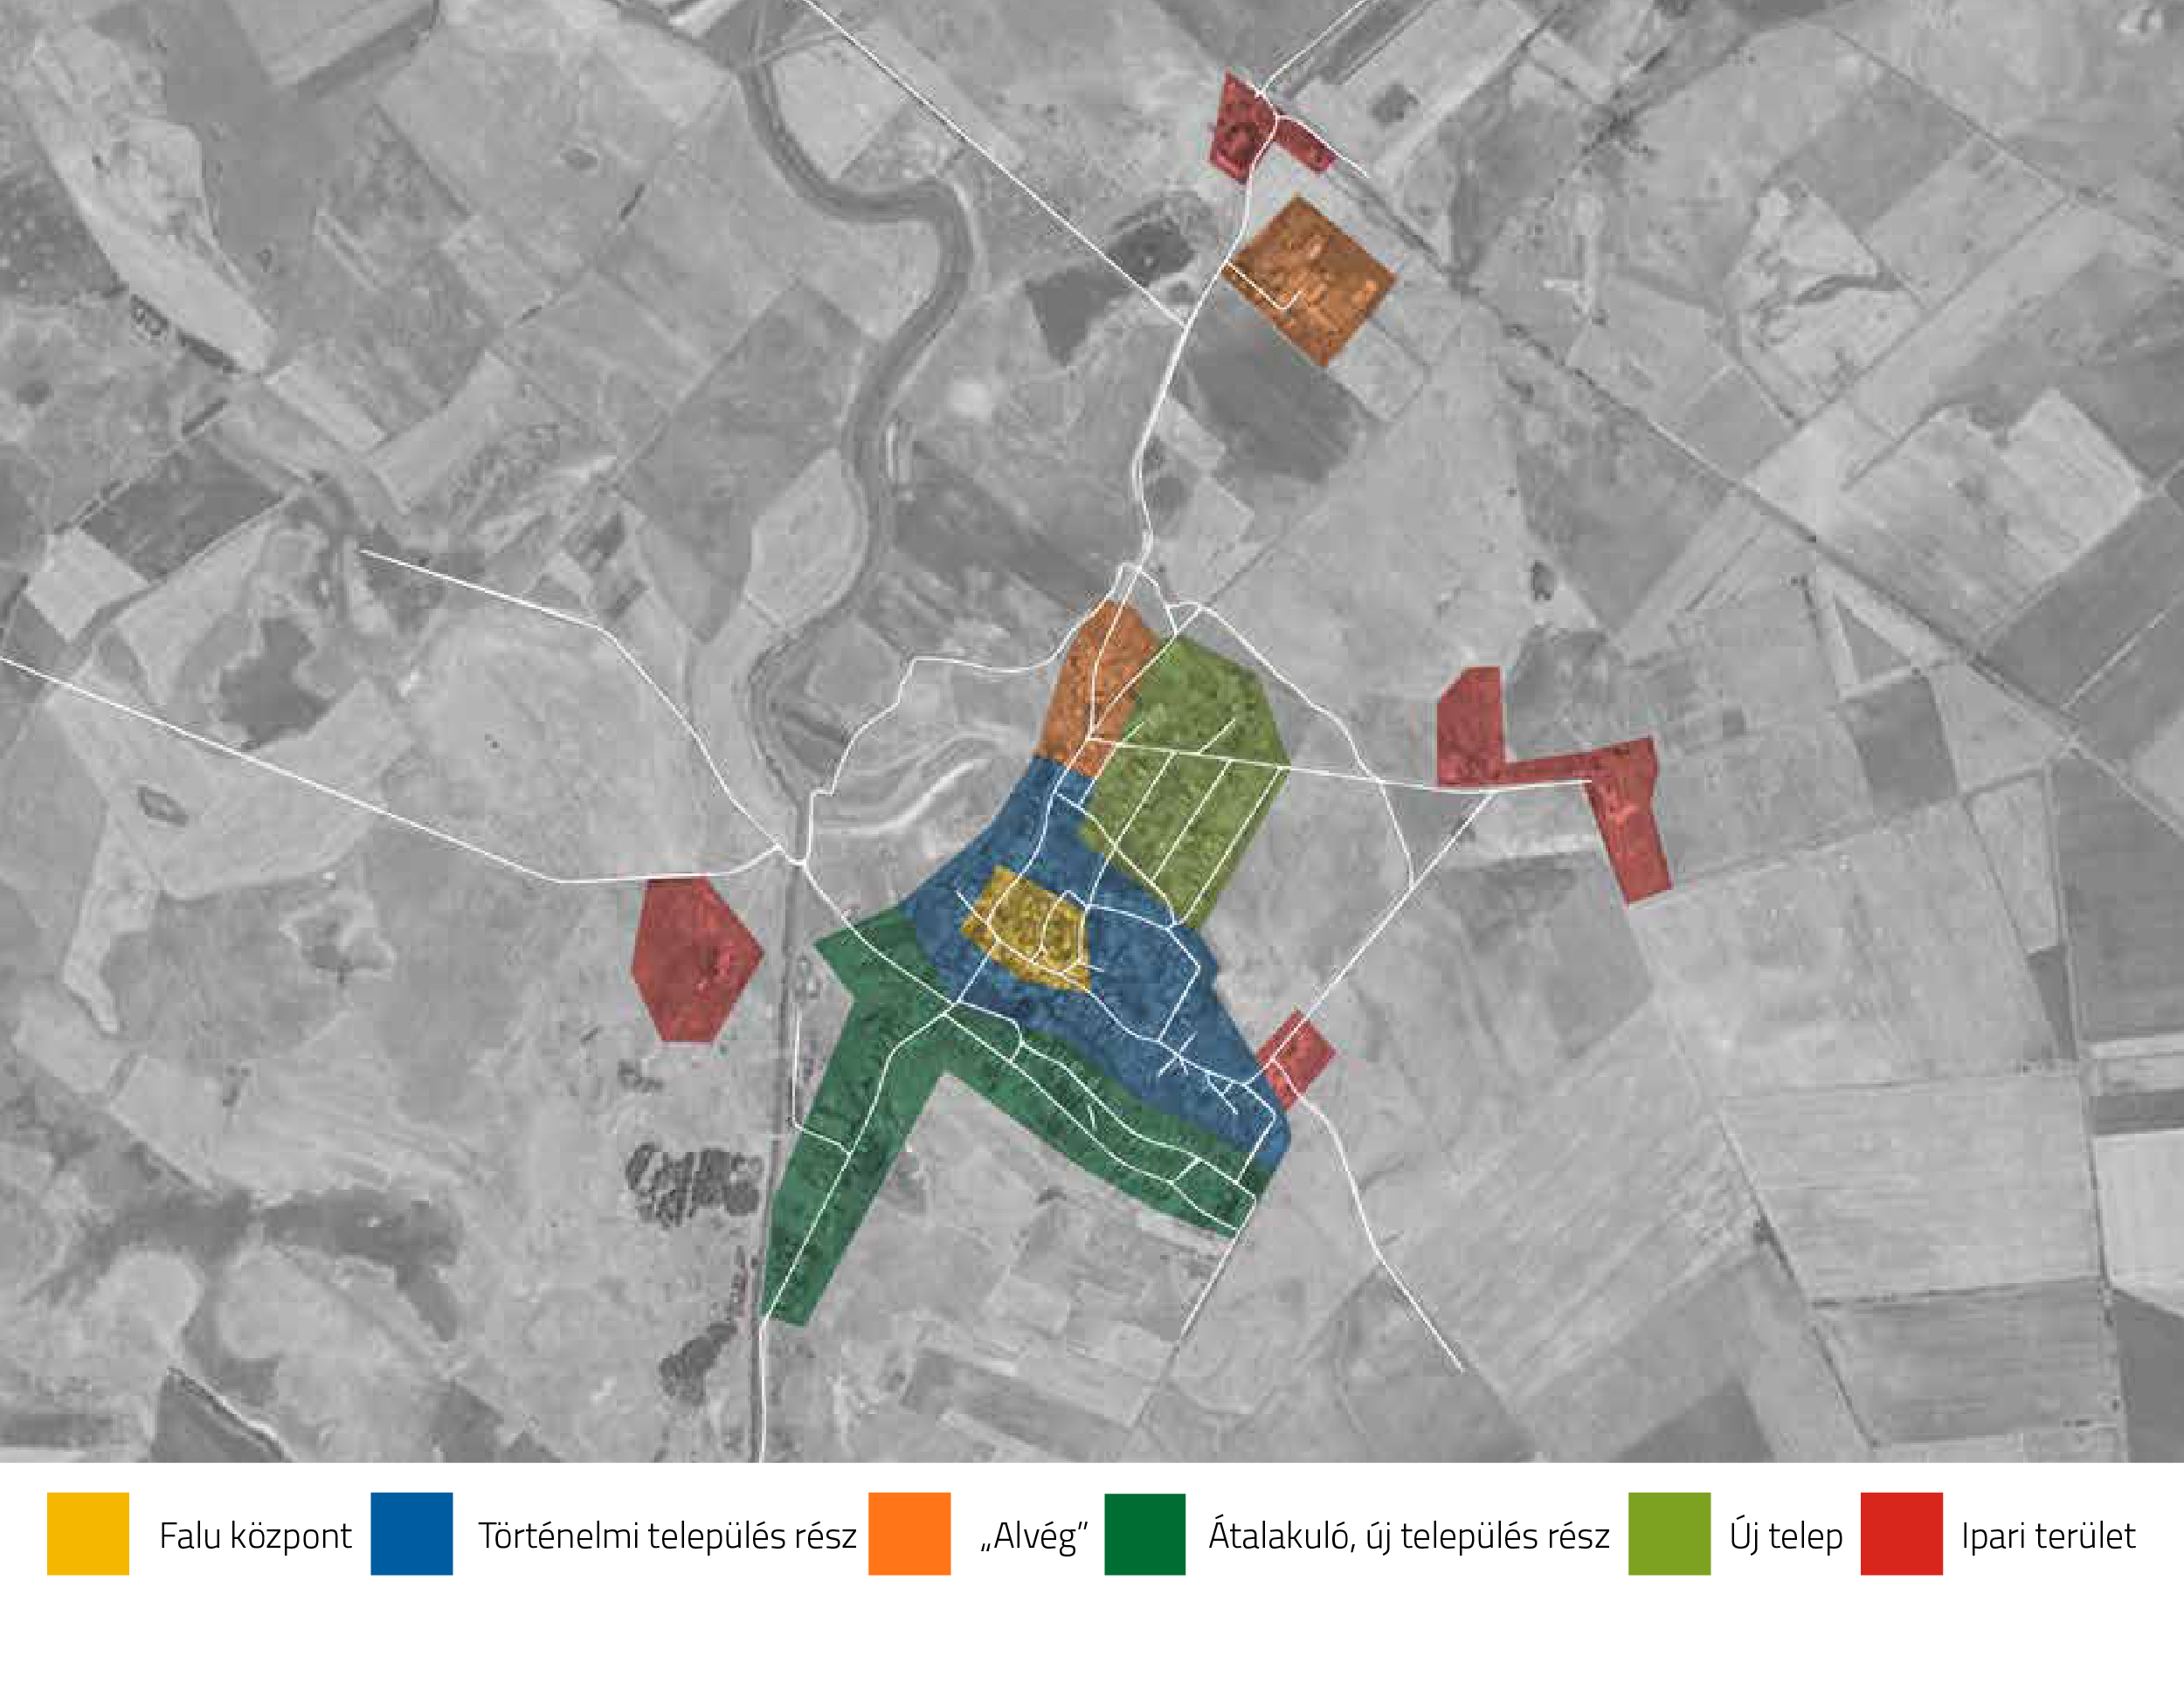 Falu központ
Történelmi település rész
„Alvég”
Átalakuló, új település rész
Új telep
Ipari terület